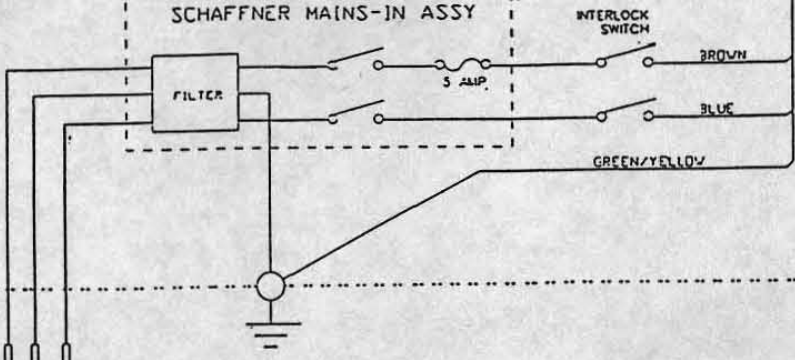 SCHAFFNER MAINS-IN ASSY
INTERLOCK
SWITCH
FILTER
5 AMP
BROWN
BLUE
GREEN/YELLOW